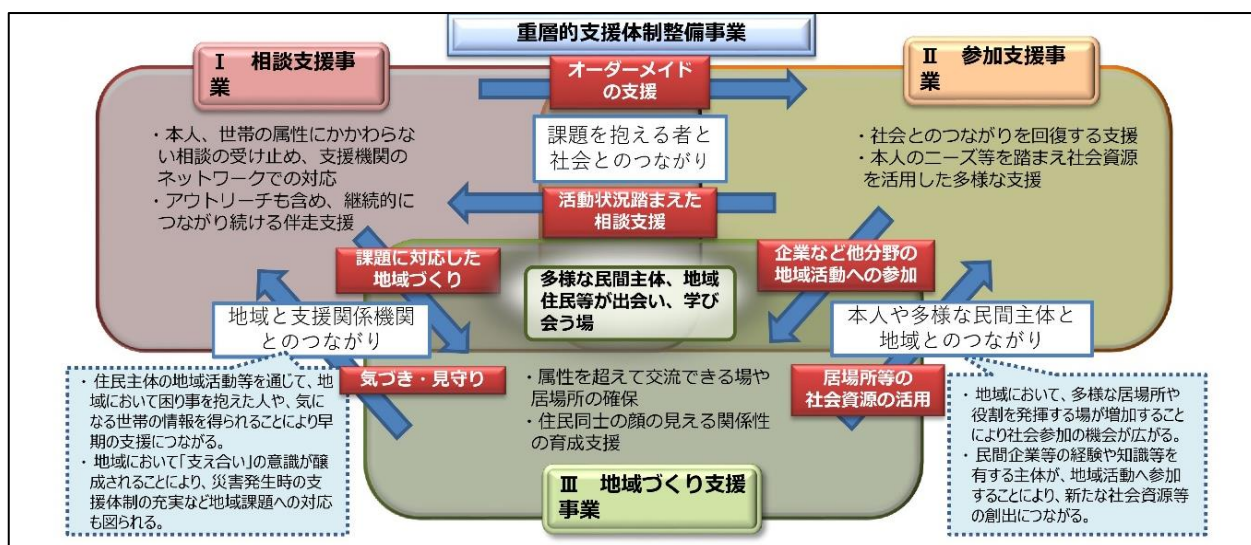 重層的支援体制整備事業
Ⅰ　相談支援事
業
オーダーメイド
の支援
Ⅱ　参加支援事
業
・本人、世帯の属性にかかわらな
い相談の受け止め、支援機関の
ネットワークでの対応
・アウトリーチも含め、継続的に
つながり続ける伴走支援
課題を抱える者と
社会とのつながり
・社会とのつながりを回復する支援
・本人のニーズ等を踏まえ社会資源
を活用した多様な支援
活動状況踏まえた
相談支援
課題に対応した
地域づくり
多様な民間主体、地域
住民等が出会い、学び
会う場
企業など他分野の
地域活動への参加
地域と支援関係機関
とのつながり
本人や多様な民間主体と
地域とのつながり
気づき・見守り
・属性を超えて交流できる場や
居場所の確保
・住民同士の顔の見える関係性
の育成支援
居場所等の
社会資源の活用
・住民主体の地域活動等を通じて、地
域において困り事を抱えた人や、気に
なる世帯の情報を得られることにより早
期の支援につながる。
・地域において「支え合い」の意識が醸
成されることにより、災害発生時の支
援体制の充実など地域課題への対応
も図られる。
・地域において、多様な居場所や
役割を発揮する場が増加すること
により社会参加の機会が広がる。
・民間企業等の経験や知識等を
有する主体が、地域活動へ参加
することにより、新たな社会資源等
の創出につながる。
Ⅲ　地域づくり支援
事業